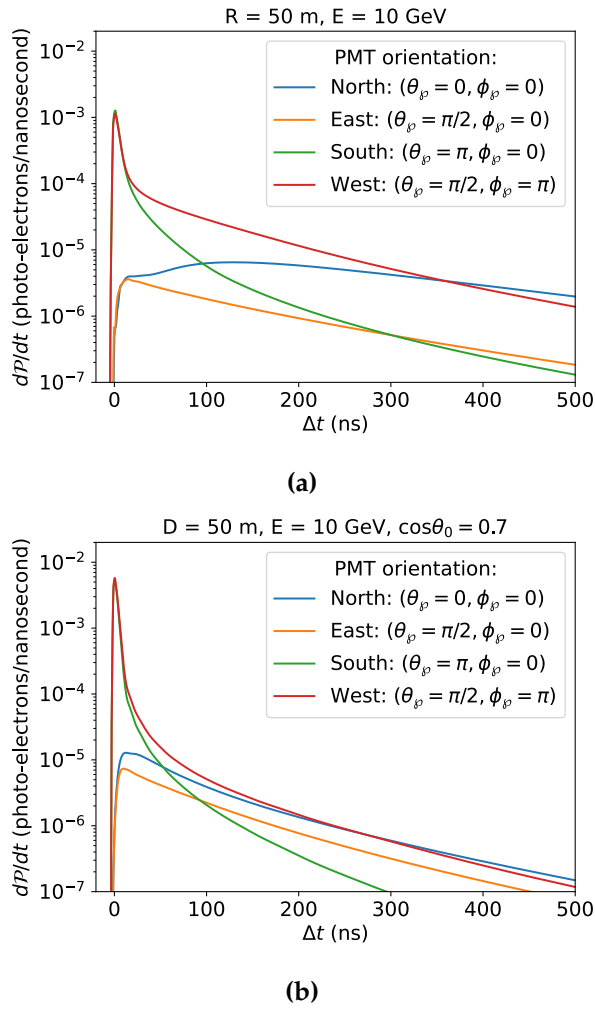 R = 50 m, E = 10 GeV
PMT orientation:
North: (θ℘ = 0, ϕ℘ = 0)
East: (θ℘ = π/2, ϕ℘ = 0)
South: (θ℘ = π, ϕ℘ = 0)
West: (θ℘ = π/2, ϕ℘ = π)
10⁻²
10⁻³
10⁻⁴
10⁻⁵
10⁻⁶
10⁻⁷
d𝒫/dt (photo-electrons/nanosecond)
0 100 200 300 400 500
Δt (ns)
(a)
D = 50 m, E = 10 GeV, cosθ₀ = 0.7
PMT orientation:
North: (θ℘ = 0, ϕ℘ = 0)
East: (θ℘ = π/2, ϕ℘ = 0)
South: (θ℘ = π, ϕ℘ = 0)
West: (θ℘ = π/2, ϕ℘ = π)
10⁻²
10⁻³
10⁻⁴
10⁻⁵
10⁻⁶
10⁻⁷
d𝒫/dt (photo-electrons/nanosecond)
0 100 200 300 400 500
Δt (ns)
(b)